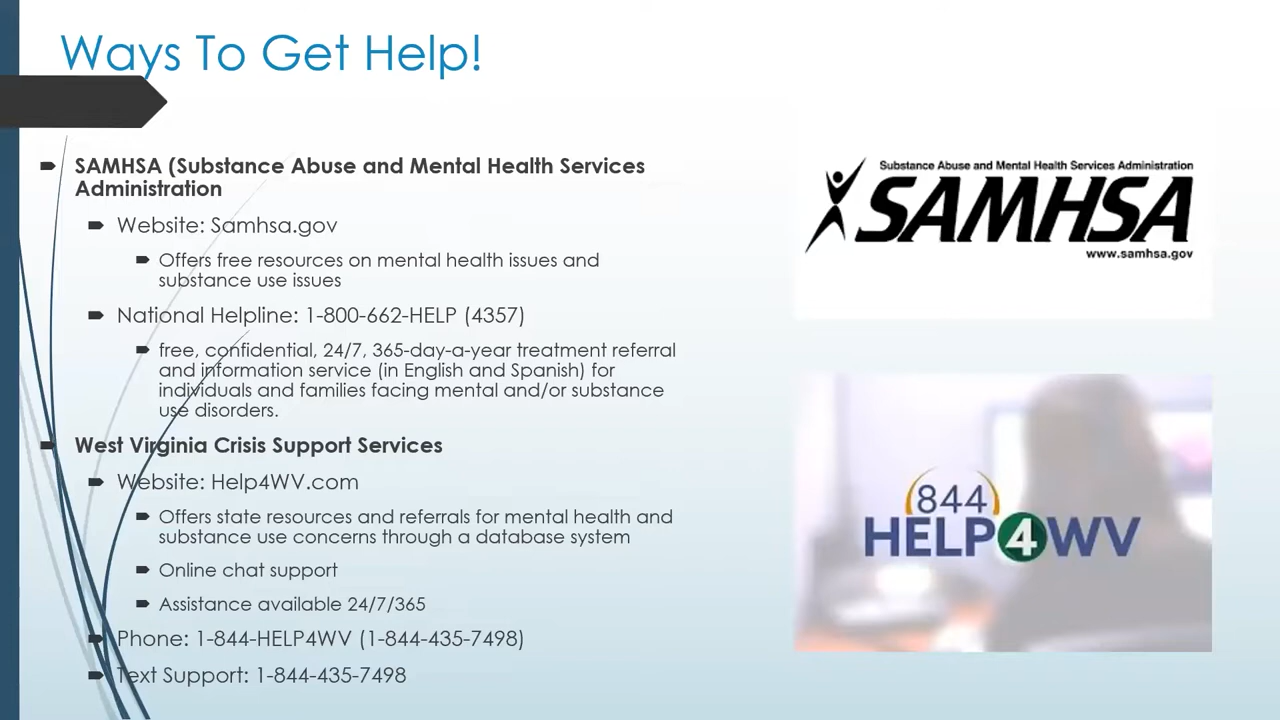 Ways To Get Help!
SAMHSA (Substance Abuse and Mental Health Services
Administration
Website: Samhsa.gov
Offers free resources on mental health issues and
substance use issues
National Helpline: 1-800-662-HELP (4357)
free, confidential, 24/7, 365-day-a-year treatment referral
and information service (in English and Spanish) for
individuals and families facing mental and/or substance
use disorders.
West Virginia Crisis Support Services
Website: Help4WV.com
Offers state resources and referrals for mental health and
substance use concerns through a database system
Online chat support
Assistance available 24/7/365
Phone: 1-844-HELP4WV (1-844-435-7498)
Text Support: 1-844-435-7498
Substance Abuse and Mental Health Services Administration
SAMHSA
www.samhsa.gov
(844)
HELP4WV